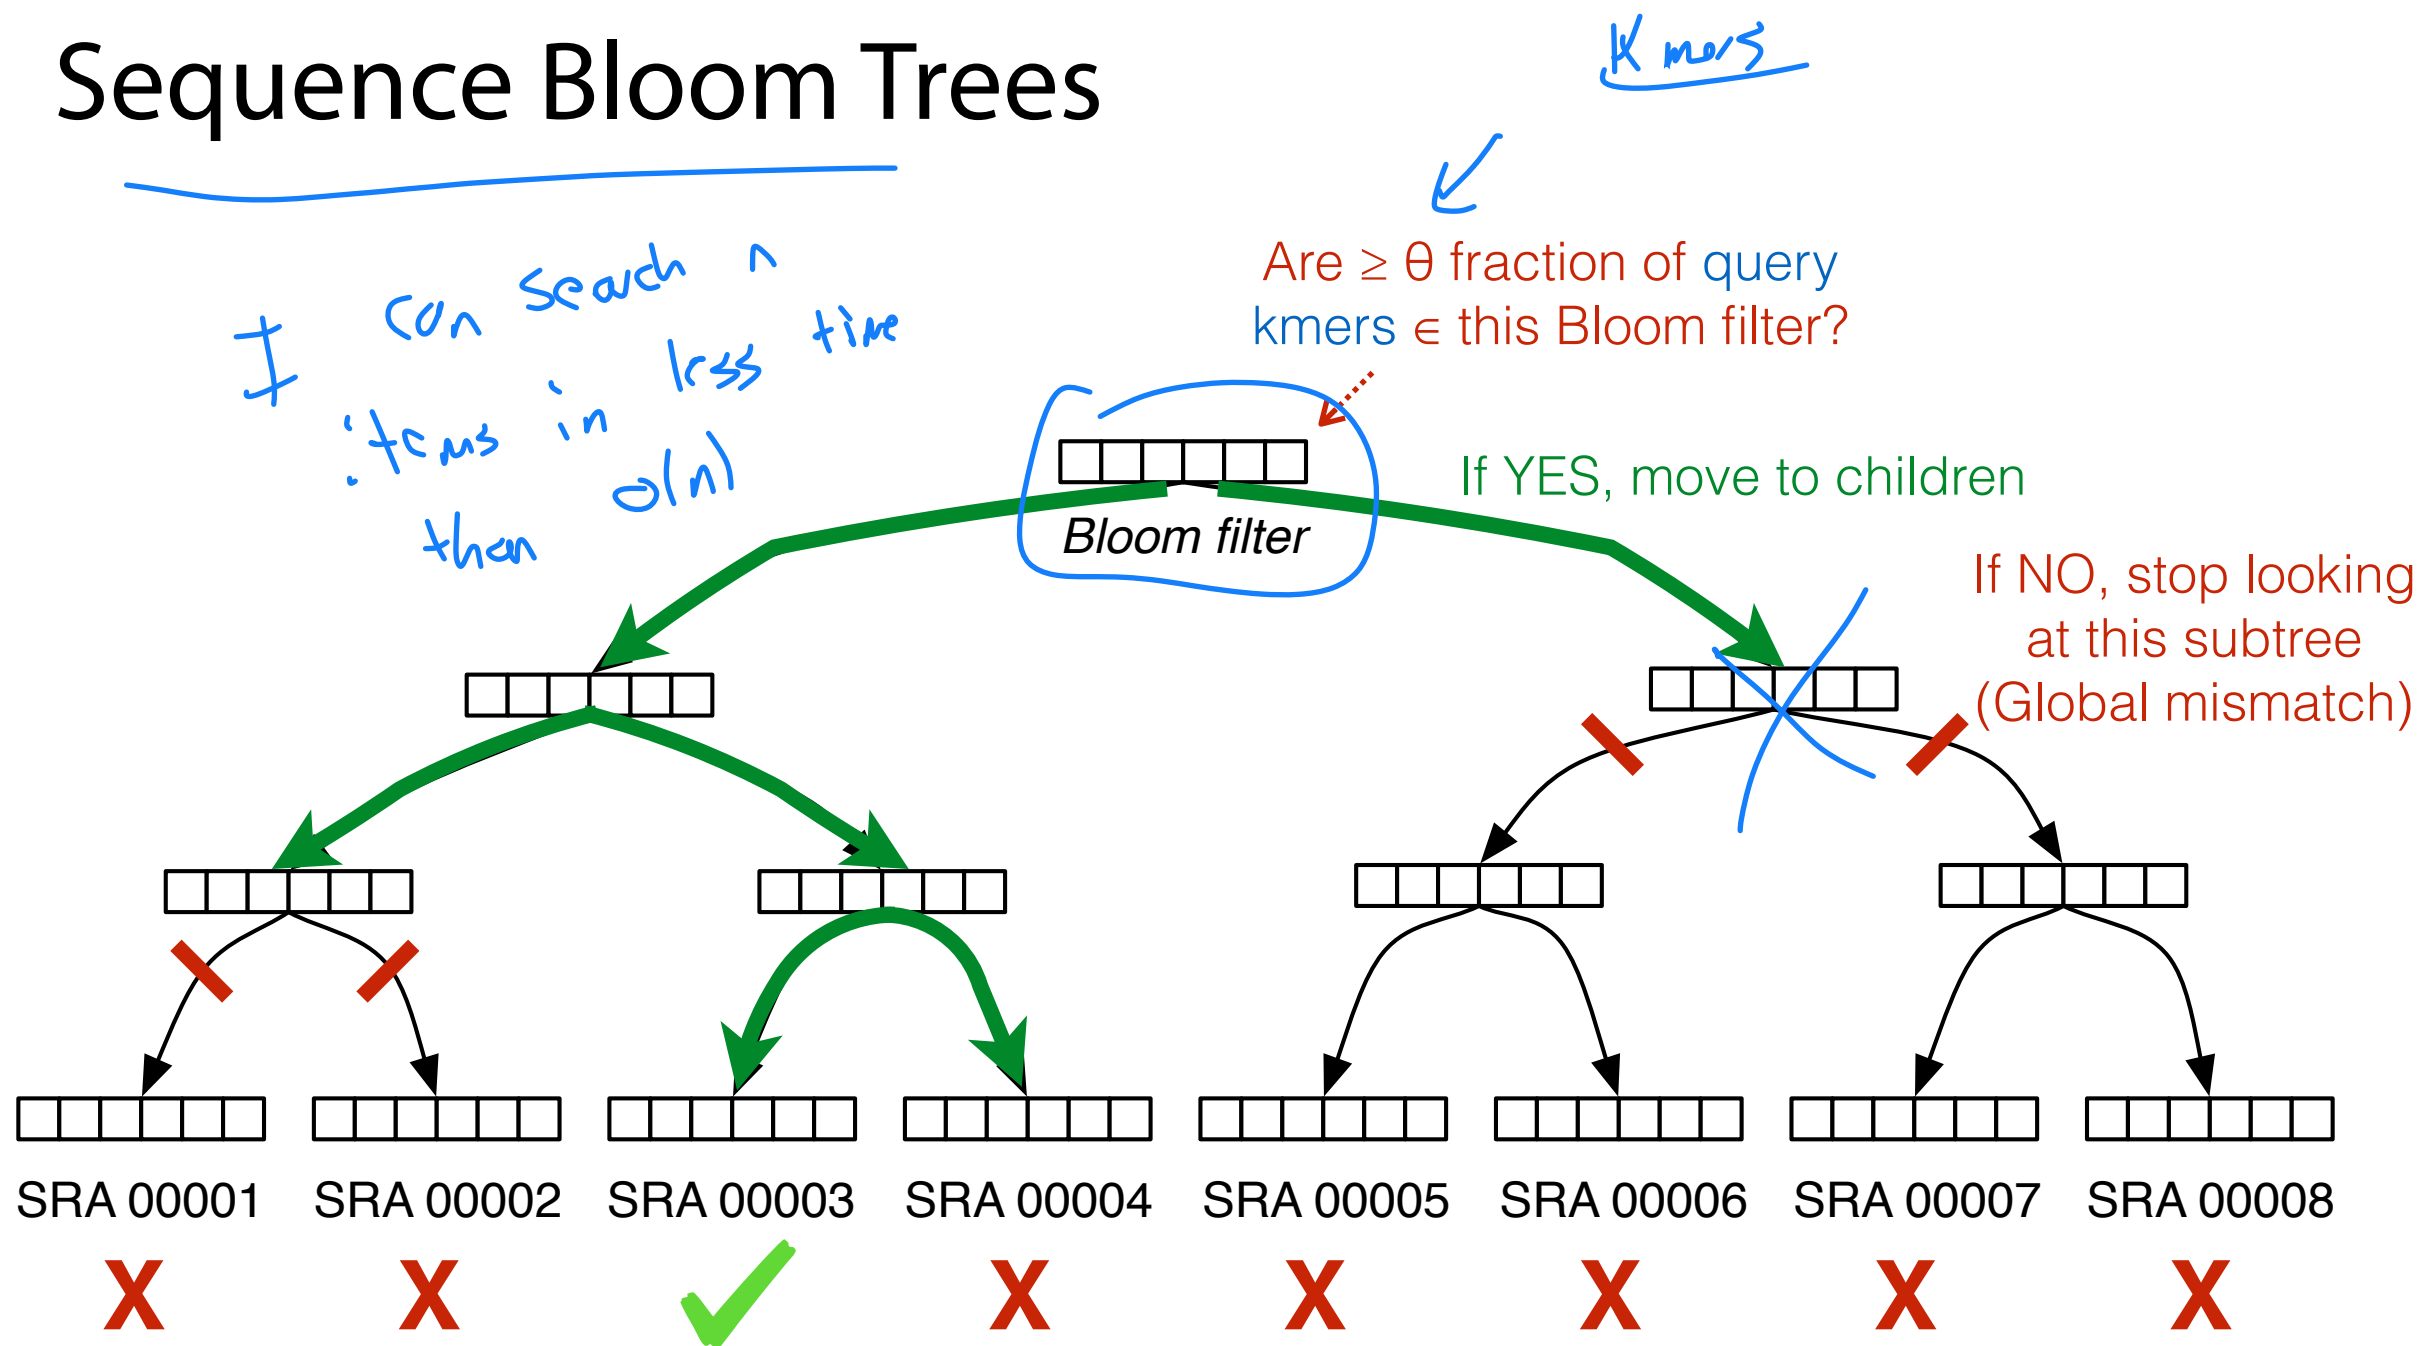 Sequence Bloom Trees
Kmers
I can search n
items in less time
than o(n)
Are ≥ θ fraction of query
kmers ∈ this Bloom filter?
Bloom filter
If YES, move to children
If NO, stop looking
at this subtree
(Global mismatch)
SRA 00001 SRA 00002 SRA 00003 SRA 00004 SRA 00005 SRA 00006 SRA 00007 SRA 00008
X X ✓ X X X X X